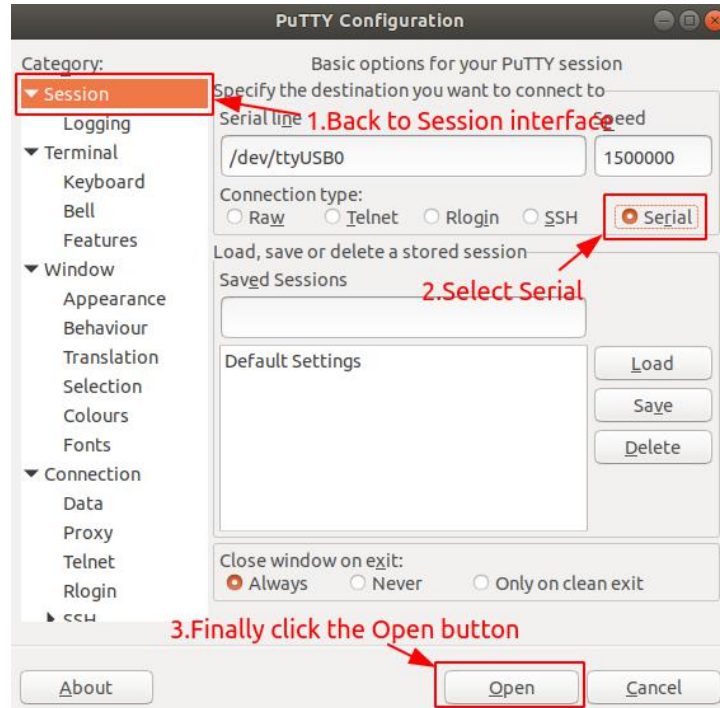 PuTTY Configuration
Category:
Basic options for your PuTTY session
Session
Logging
Terminal
Keyboard
Bell
Features
Window
Appearance
Behaviour
Translation
Selection
Colours
Fonts
Connection
Data
Proxy
Telnet
Rlogin
SSH
Specify the destination you want to connect to
1.Back to Session interface
Serial line
Speed
/dev/ttyUSB0
1500000
Connection type:
Raw Telnet Rlogin SSH Serial
2.Select Serial
Load, save or delete a stored session
Saved Sessions
Default Settings
Load
Save
Delete
Close window on exit:
Always Never Only on clean exit
3.Finally click the Open button
About
Open
Cancel